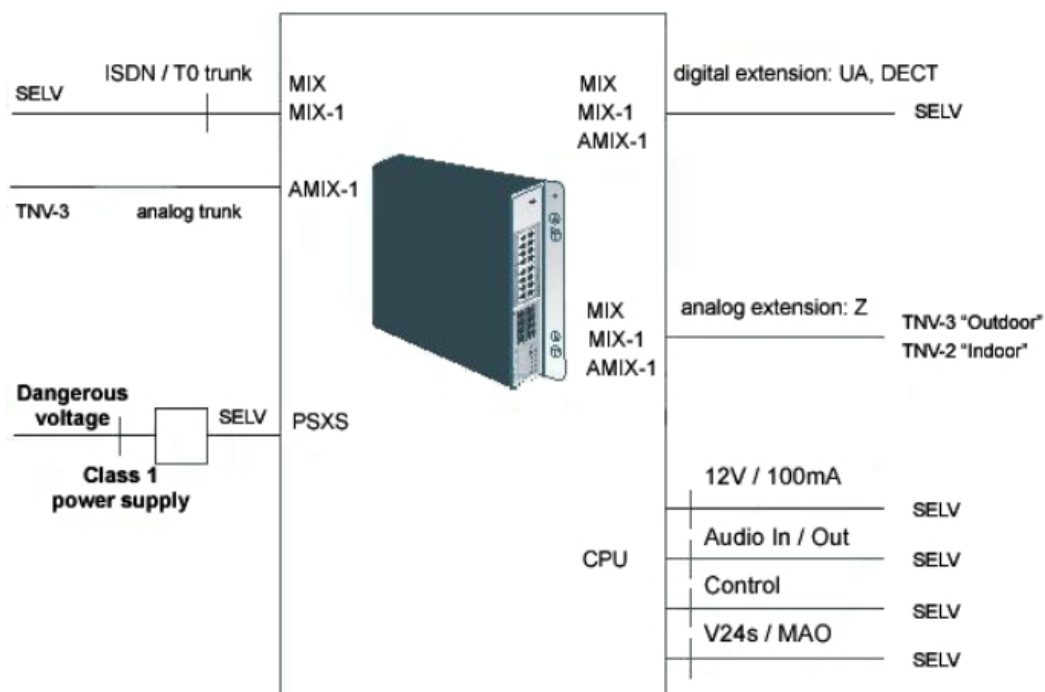 ISDN / T0 trunk
SELV
MIX
MIX-1
TNV-3
analog trunk
AMIX-1
Dangerous
voltage
SELV
PSXS
Class 1
power supply
MIX
MIX-1
AMIX-1
digital extension: UA, DECT
SELV
MIX
MIX-1
AMIX-1
analog extension: Z
TNV-3 “Outdoor”
TNV-2 “Indoor”
CPU
12V / 100mA
SELV
Audio In / Out
SELV
Control
SELV
V24s / MAO
SELV